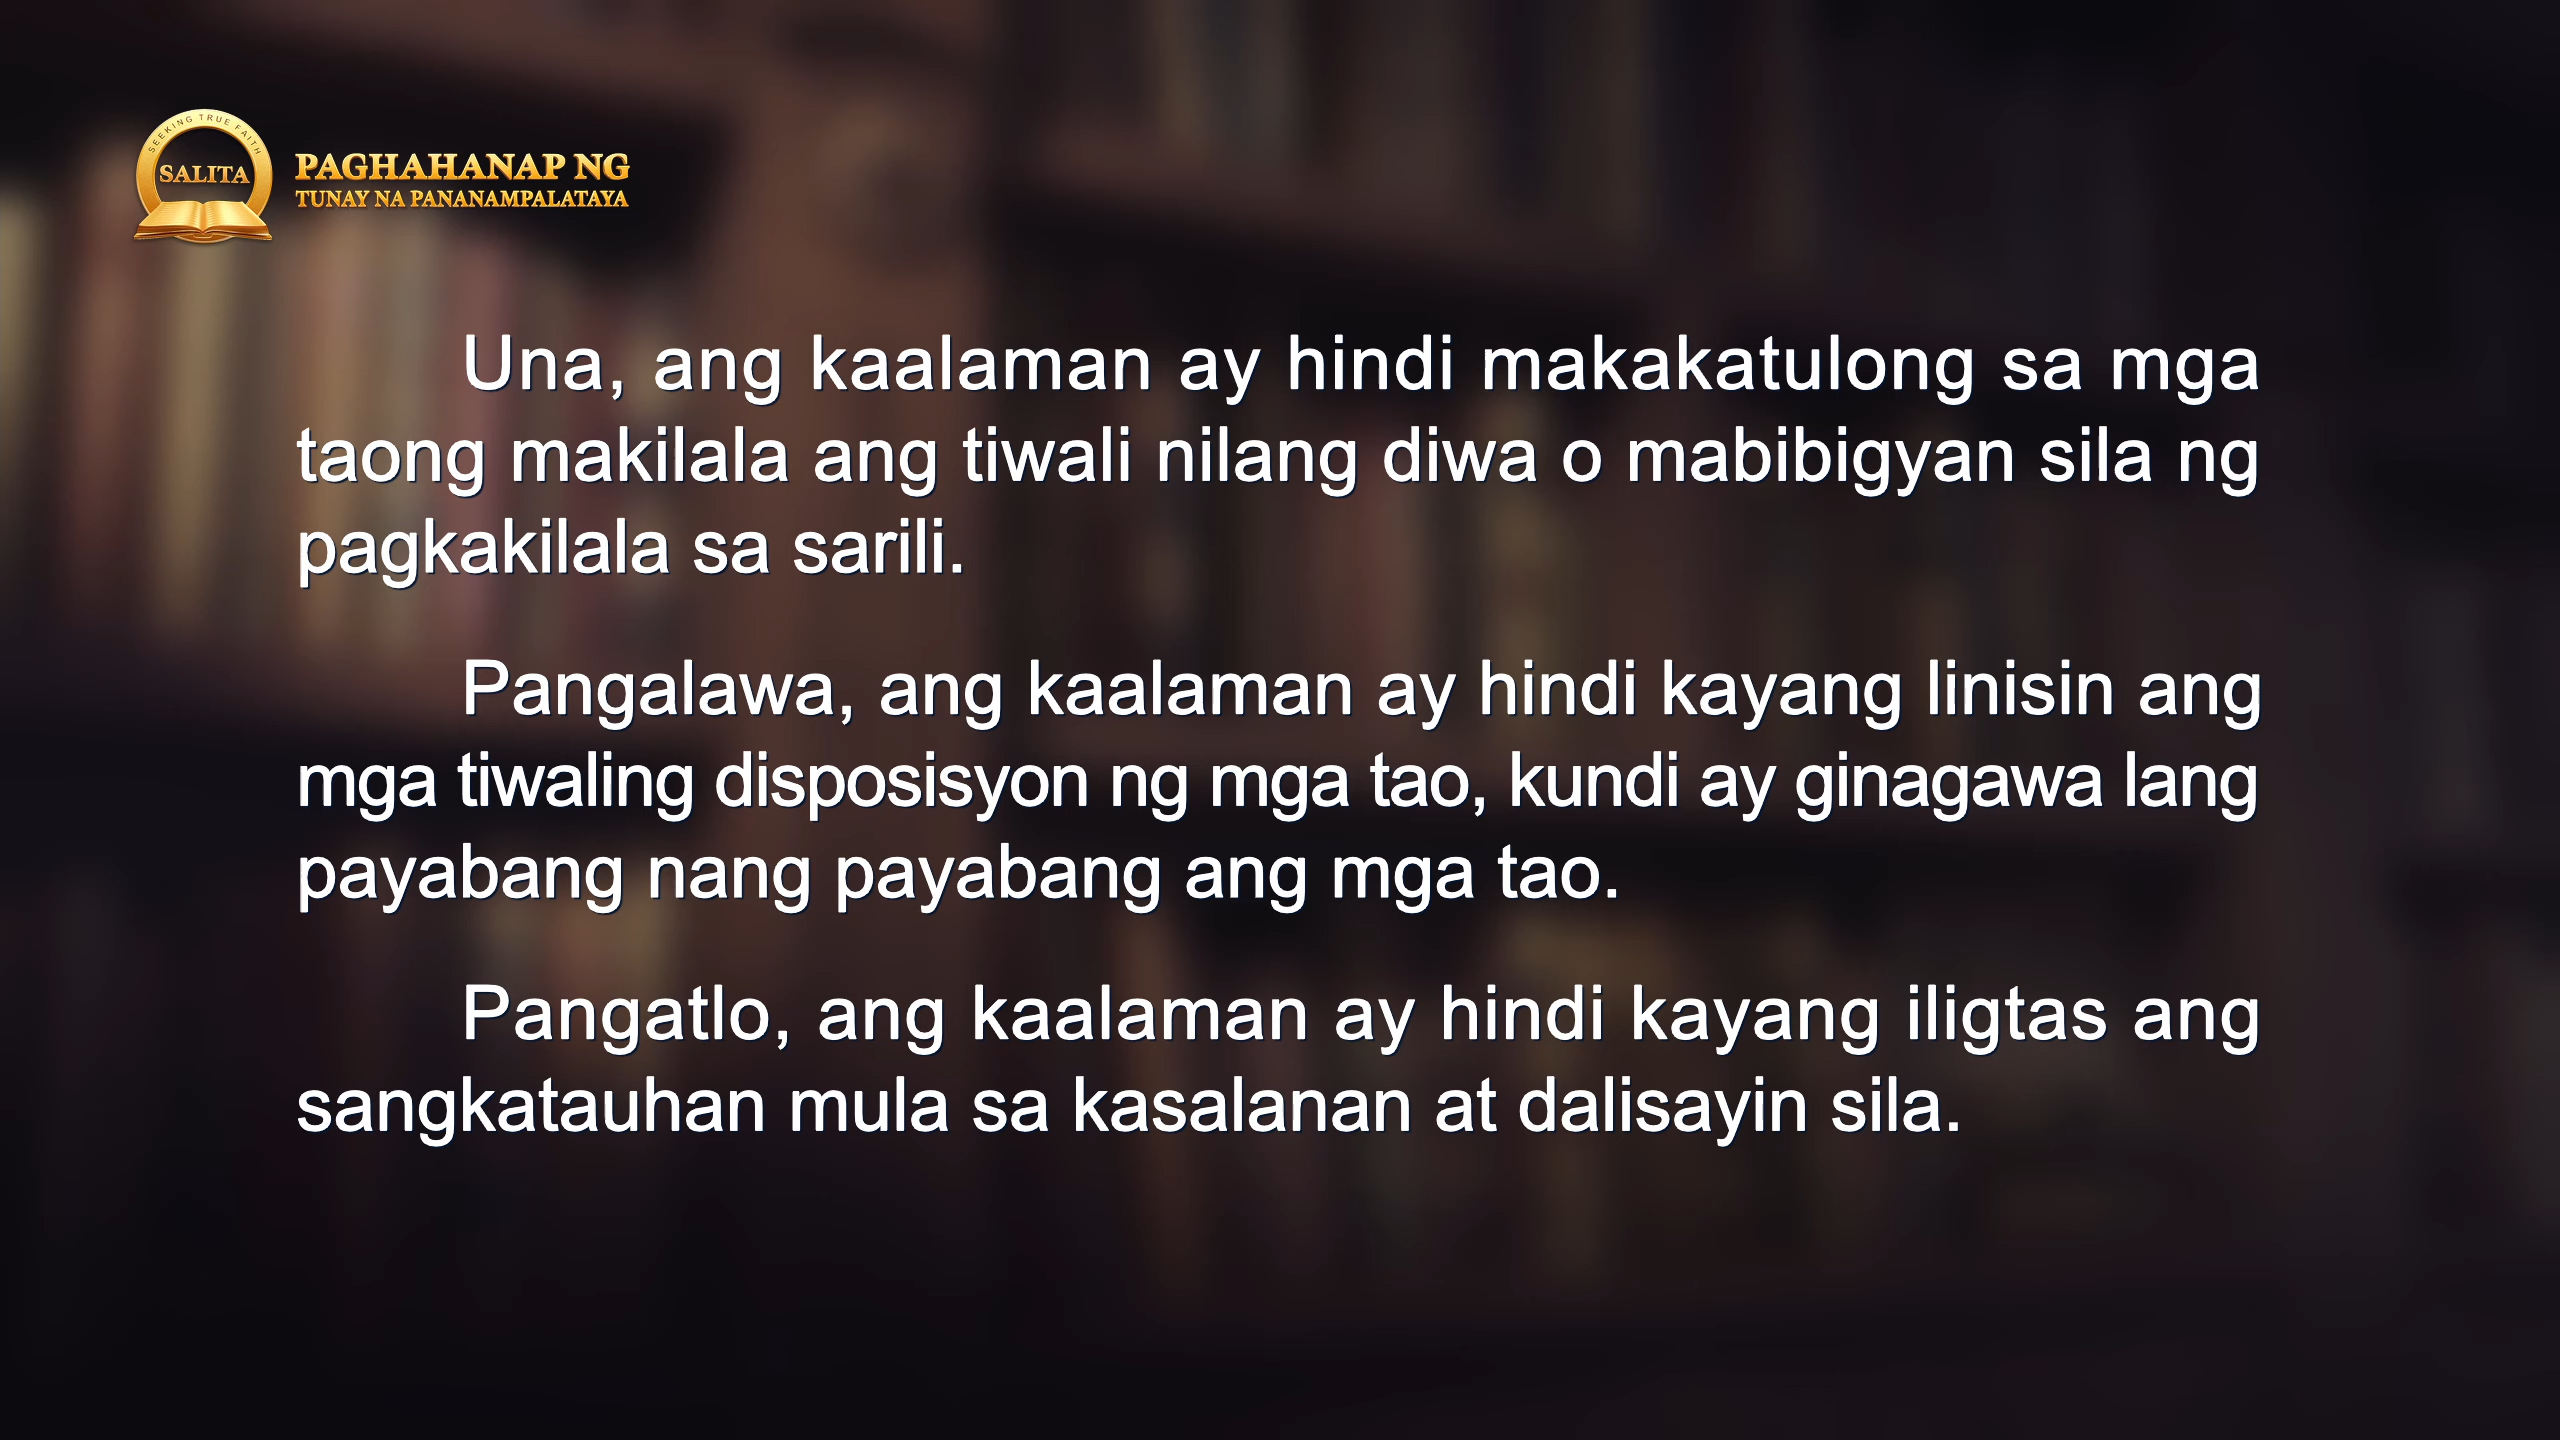 SEEKING TRUE FAITH
SALITA
PAGHAHANAP NG
TUNAY NA PANANAMPALATAYA
Una, ang kaalaman ay hindi makakatulong sa mga
taong makilala ang tiwali nilang diwa o mabibigyan sila ng
pagkakilala sa sarili.
Pangalawa, ang kaalaman ay hindi kayang linisin ang
mga tiwaling disposisyon ng mga tao, kundi ay ginagawa lang
payabang nang payabang ang mga tao.
Pangatlo, ang kaalaman ay hindi kayang iligtas ang
sangkatauhan mula sa kasalanan at dalisayin sila.